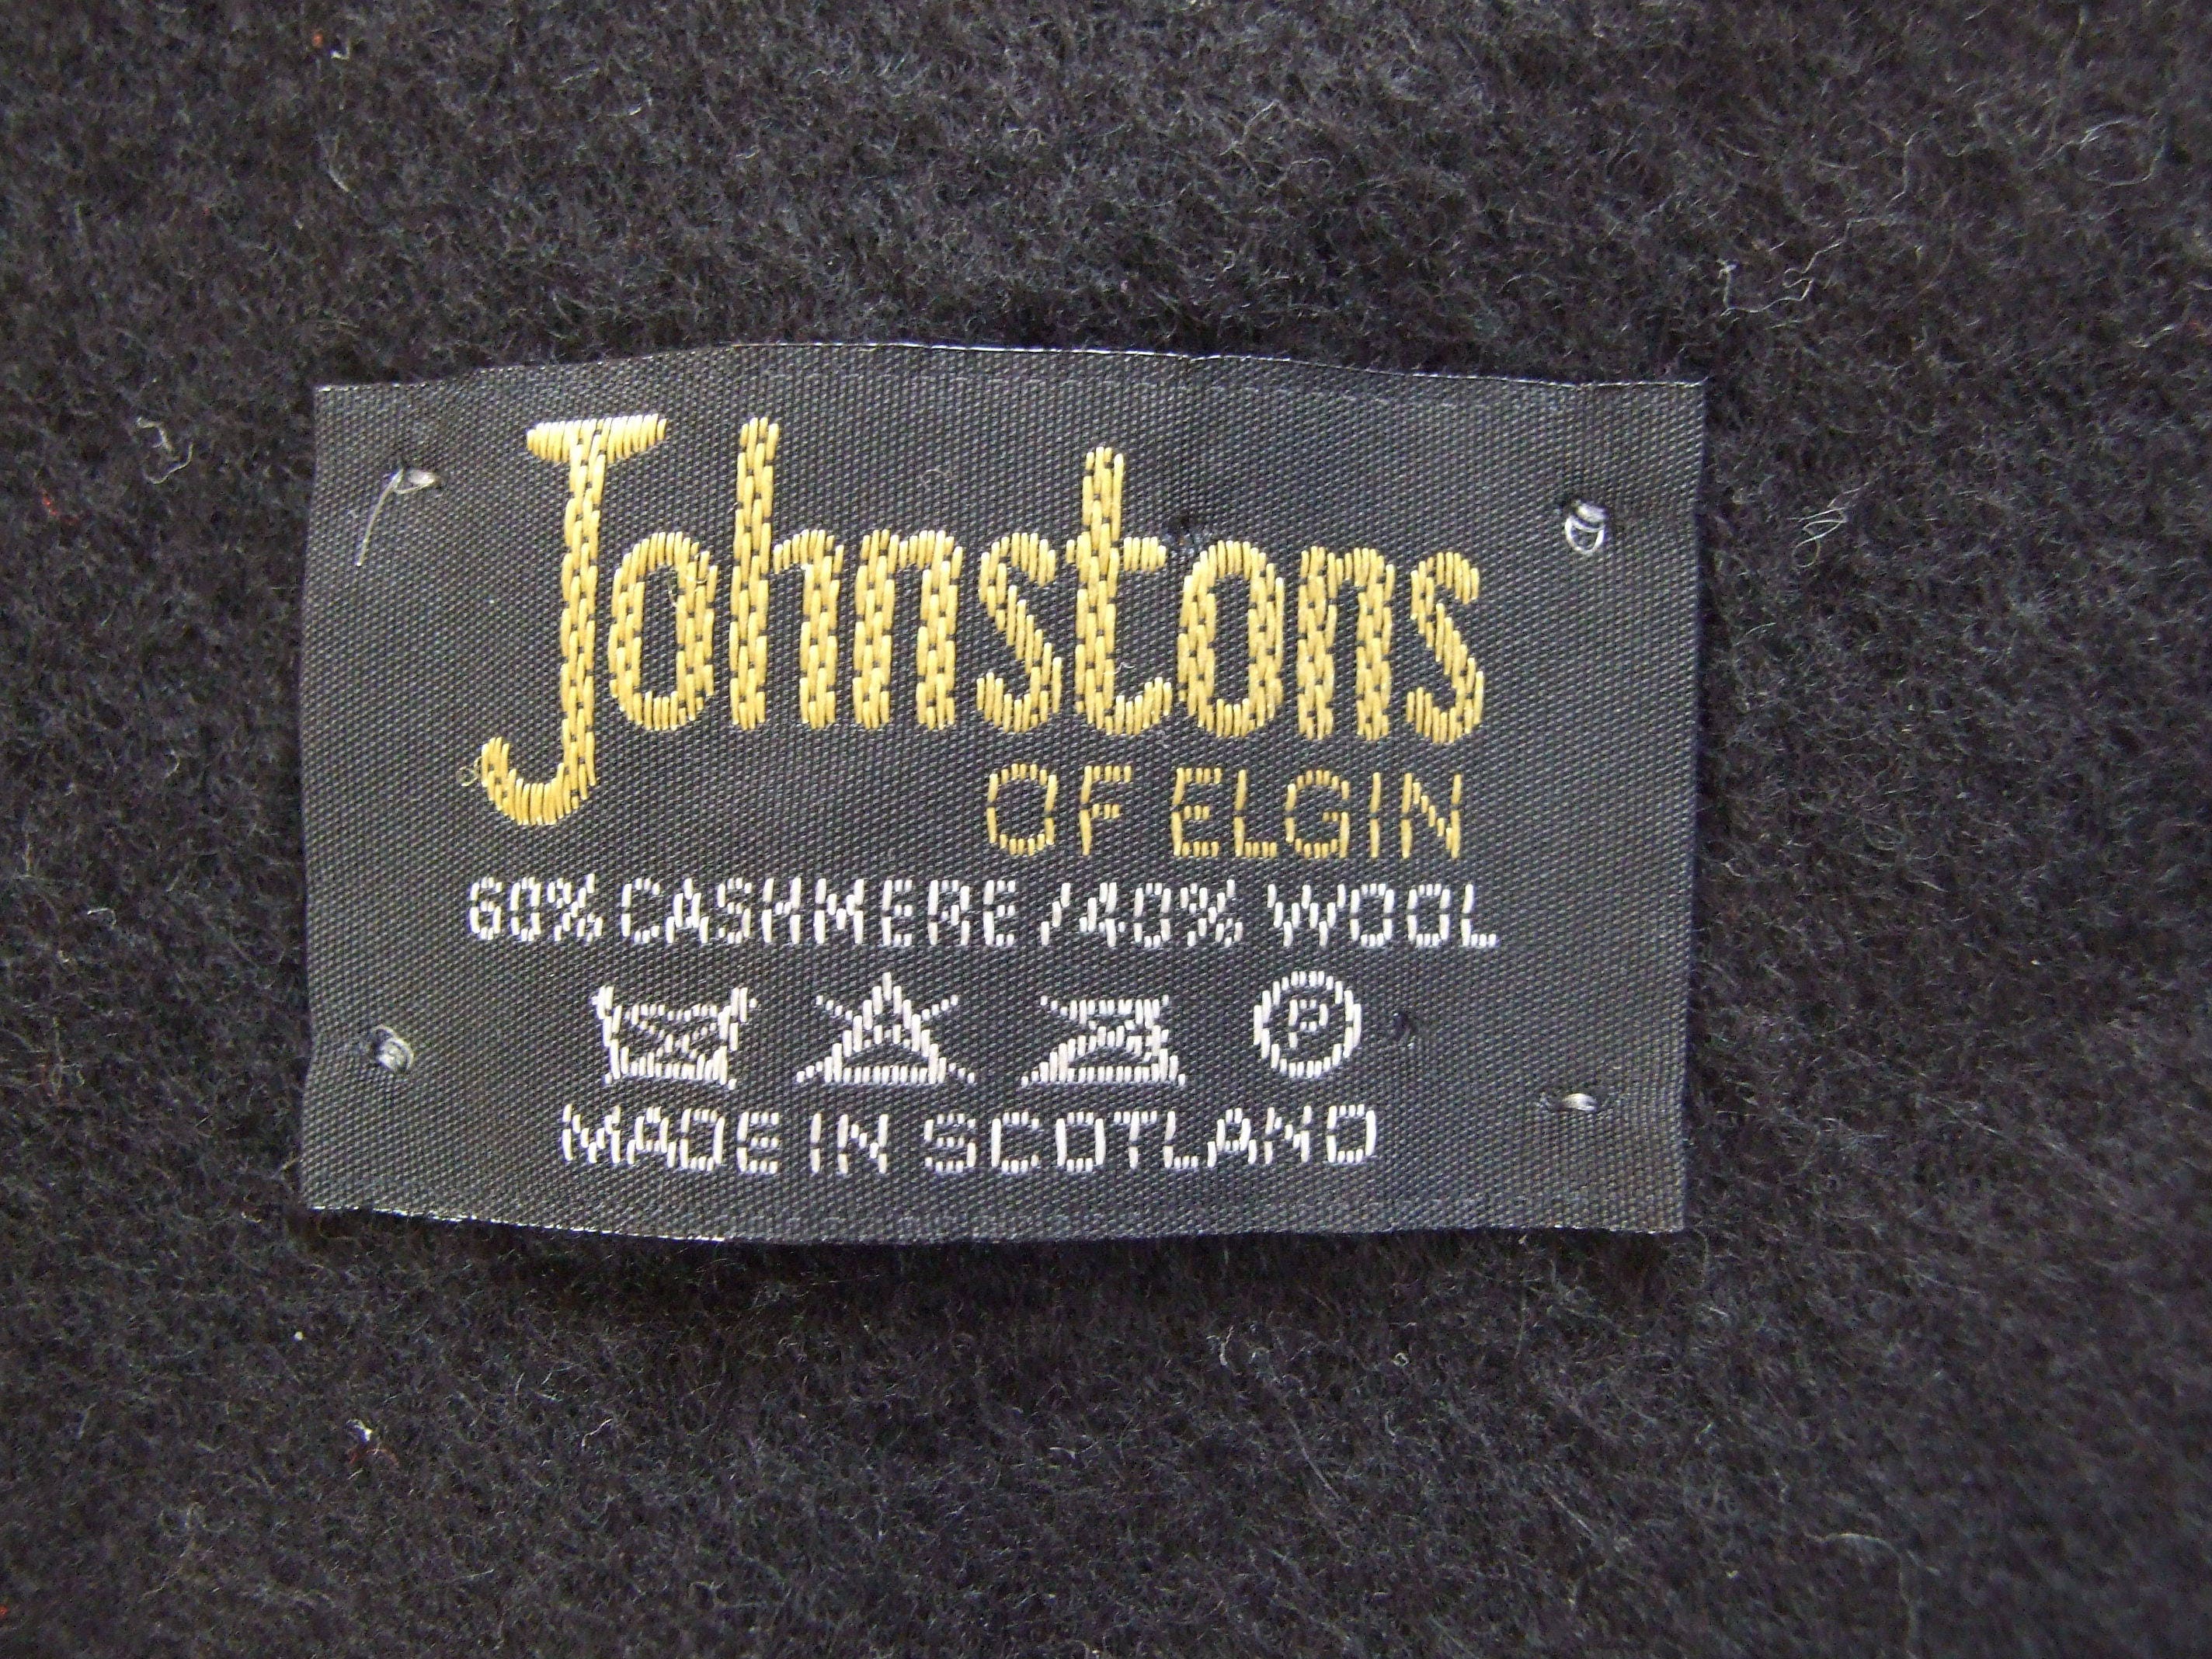 Johnstons
OF ELGIN
60% CASHMERE / 40% WOOL
P
MADE IN SCOTLAND